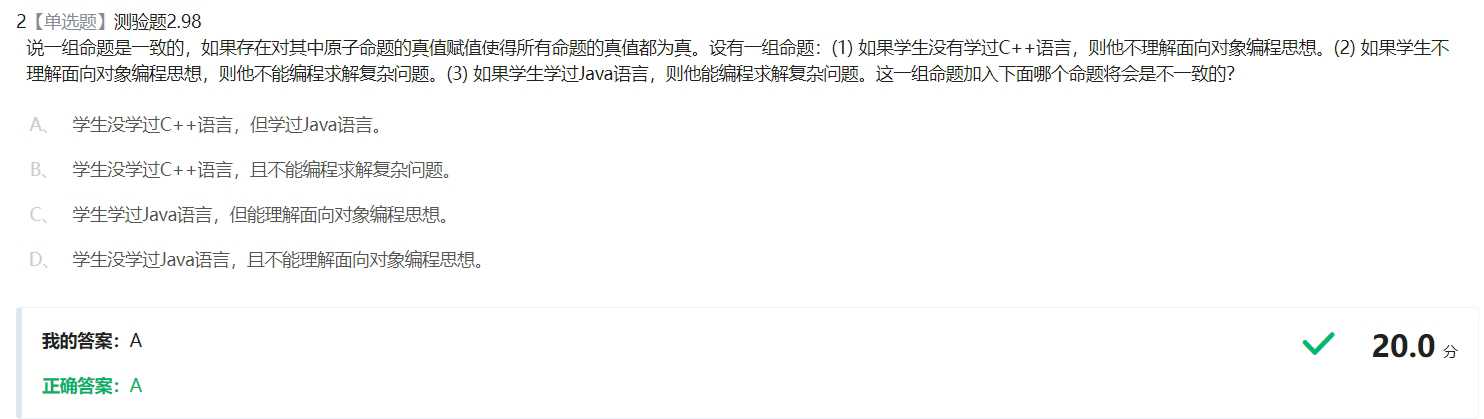 2【单选题】测验题2.98
说一组命题是一致的，如果存在对其中原子命题的真值赋值使得所有命题的真值都为真。设有一组命题：(1) 如果学生没有学过C++语言，则他不理解面向对象编程思想。(2) 如果学生不
理解面向对象编程思想，则他不能编程求解复杂问题。(3) 如果学生学过Java语言，则他能编程求解复杂问题。这一组命题加入下面哪个命题将会是不一致的？
A、 学生没学过C++语言，但学过Java语言。
B、 学生没学过C++语言，且不能编程求解复杂问题。
C、 学生学过Java语言，但能理解面向对象编程思想。
D、 学生没学过Java语言，且不能理解面向对象编程思想。
我的答案：A 20.0 分
正确答案：A